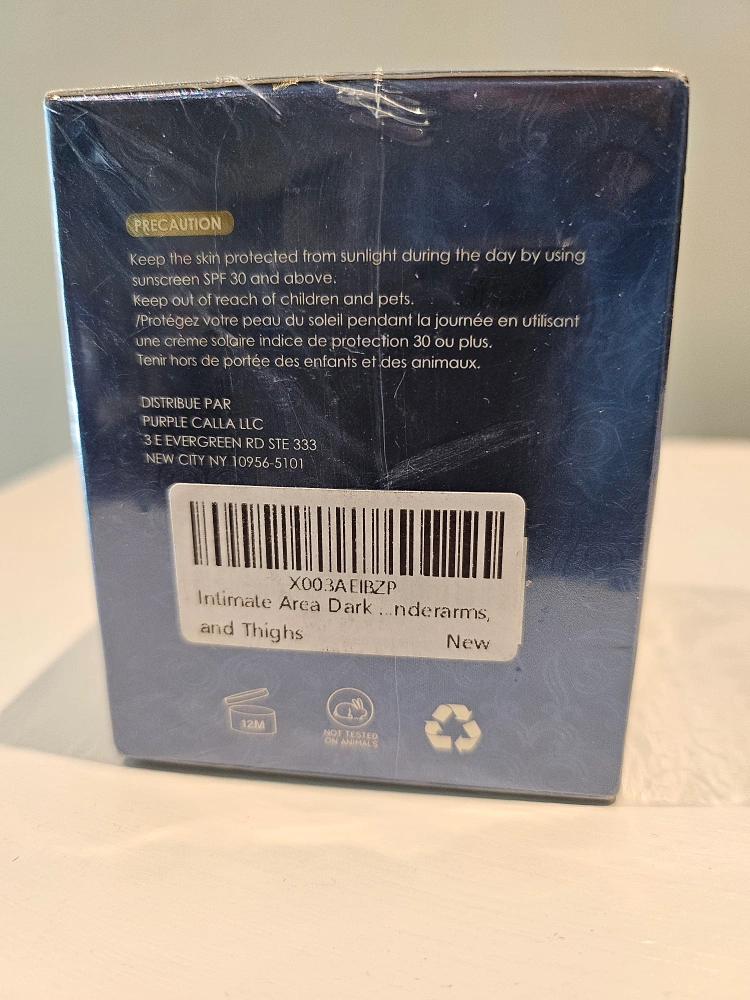 PRECAUTION
Keep the skin protected from sunlight during the day by using
sunscreen SPF 30 and above.
Keep out of reach of children and pets.
/Protégez votre peau du soleil pendant la journée en utilisant
une crème solaire indice de protection 30 ou plus.
Tenir hors de portée des enfants et des animaux.
DISTRIBUE PAR
PURPLE CALLA LLC
3 E EVERGREEN RD STE 333
NEW CITY NY 10956-5101
X003AEIBZP
Intimate Area Dark ...nderarms,
and Thighs New
12M
NOT TESTED
ON ANIMALS